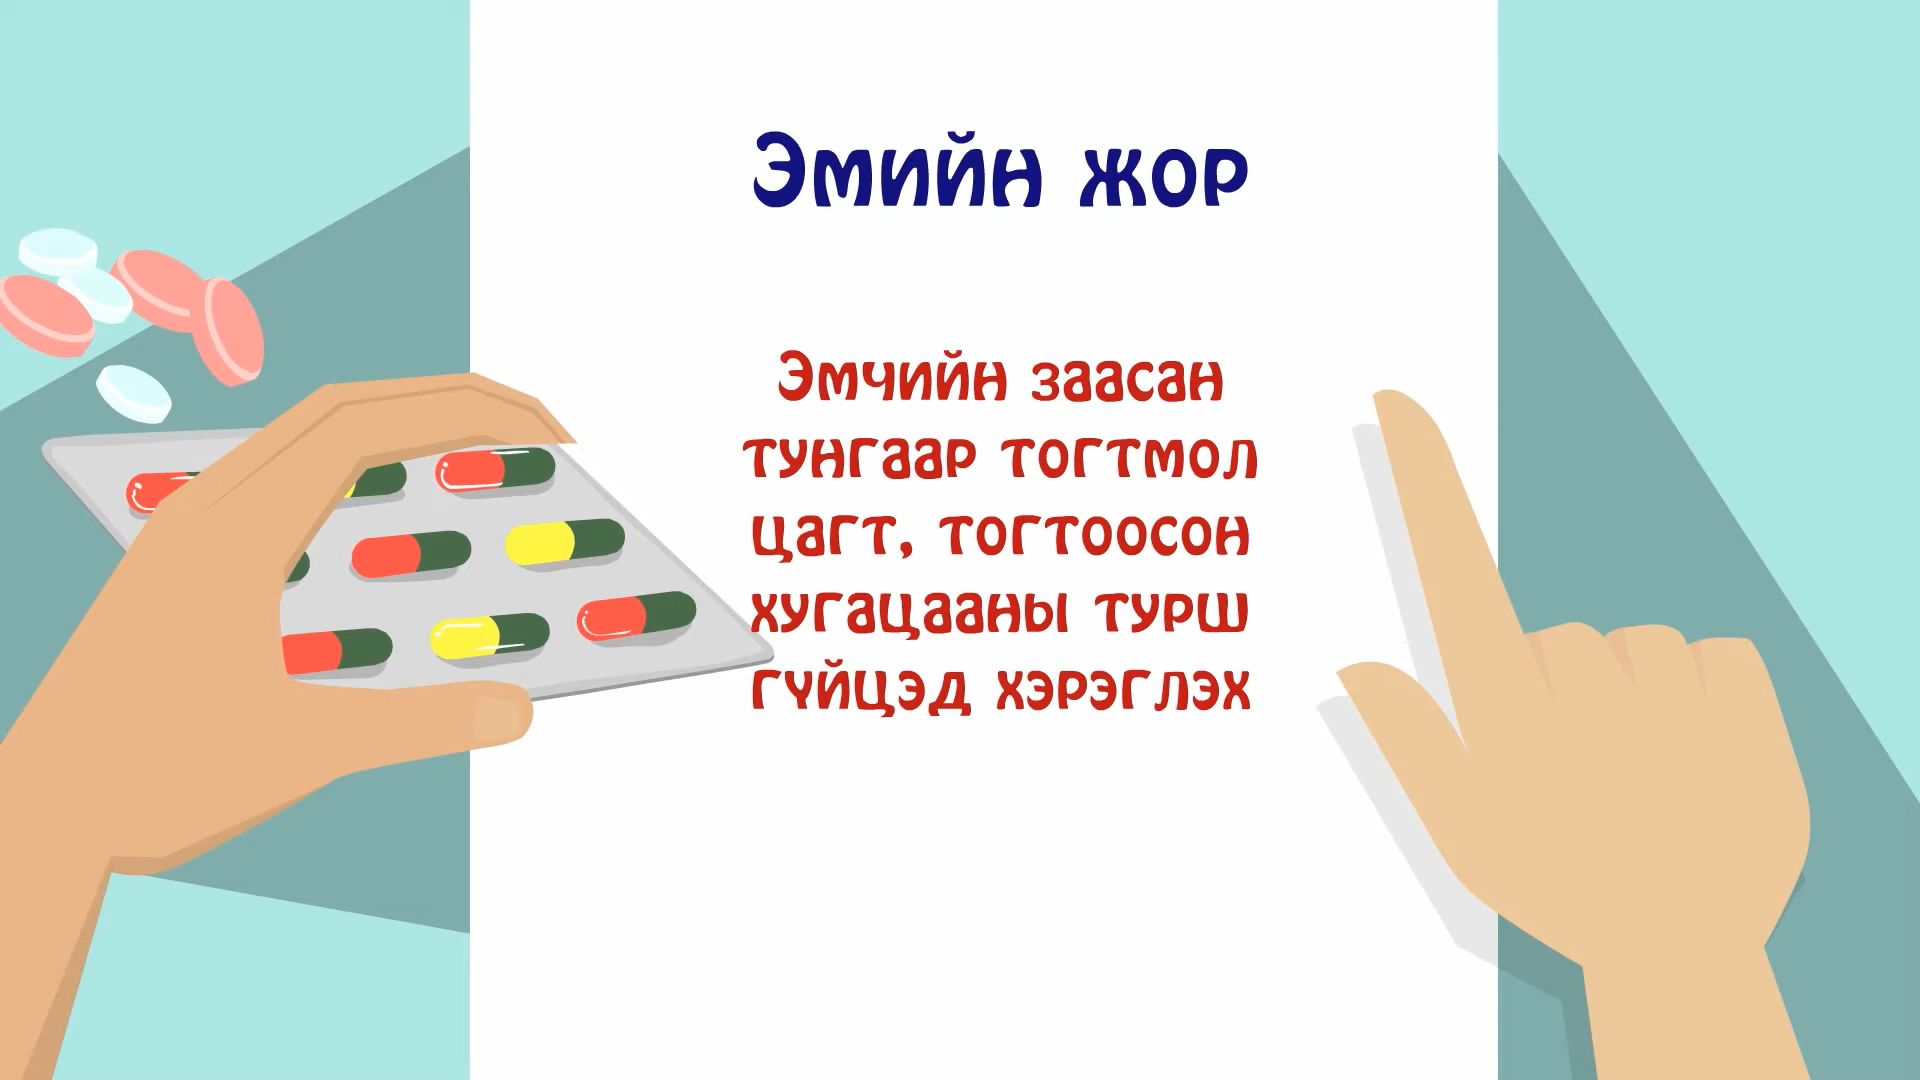 Эмийн жор
Эмчийн заасан
тунгаар тогтмол
цагт, тогтоосон
хугацааны турш
гүйцэд хэрэглэх